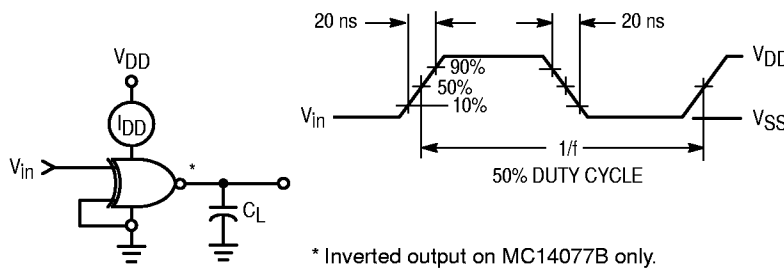 20 ns
20 ns
V_DD
I_DD
V_in
*
C_L
90%
50%
10%
V_in
V_DD
V_SS
1/f
50% DUTY CYCLE
* Inverted output on MC14077B only.